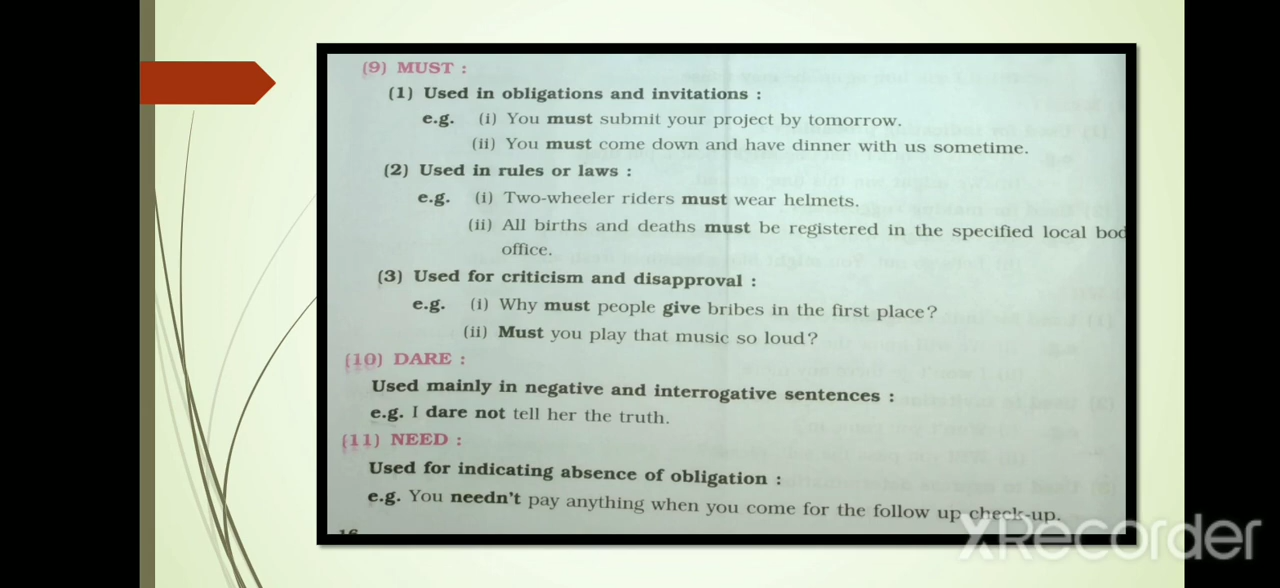 (9) MUST :
(1) Used in obligations and invitations :
e.g. (i) You must submit your project by tomorrow.
(ii) You must come down and have dinner with us sometime.
(2) Used in rules or laws :
e.g. (i) Two-wheeler riders must wear helmets.
(ii) All births and deaths must be registered in the specified local bod
office.
(3) Used for criticism and disapproval :
e.g. (i) Why must people give bribes in the first place?
(ii) Must you play that music so loud?
(10) DARE :
Used mainly in negative and interrogative sentences :
e.g. I dare not tell her the truth.
(11) NEED :
Used for indicating absence of obligation :
e.g. You needn't pay anything when you come for the follow up check-up.
XRecorder